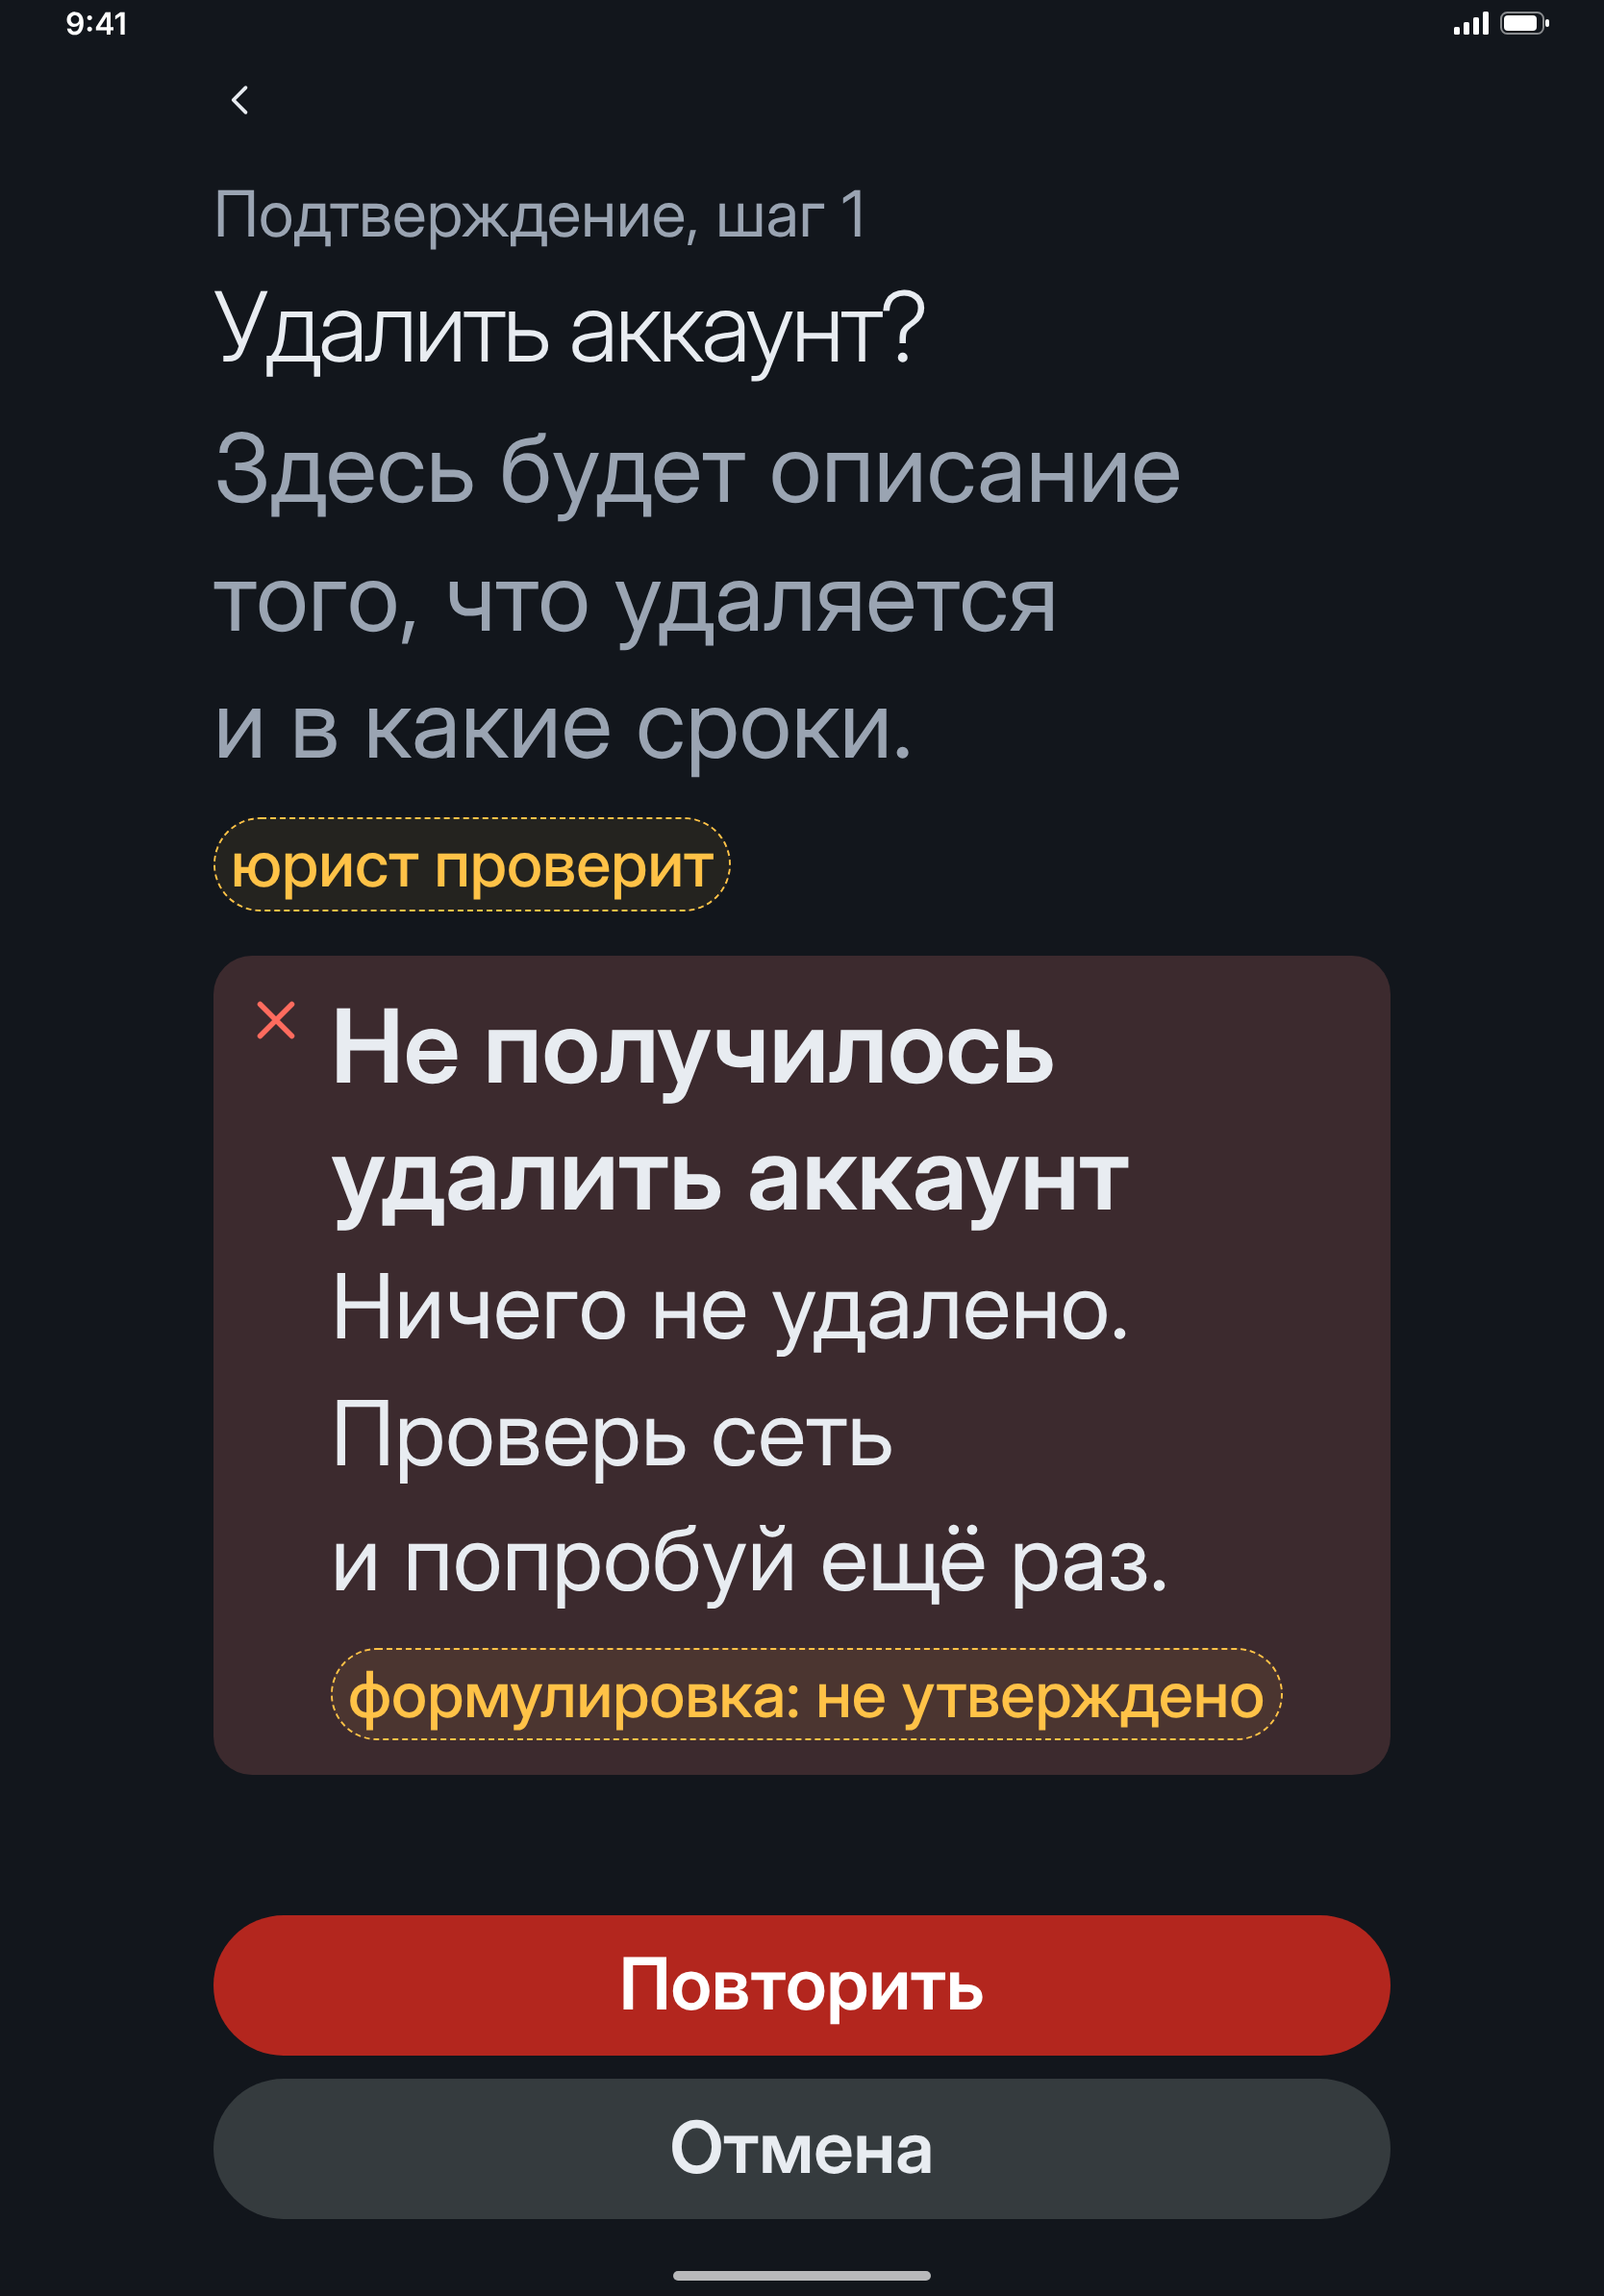 9:41
Подтверждение, шаг 1
Удалить аккаунт?
Здесь будет описание
того, что удаляется
и в какие сроки.
юрист проверит
Не получилось
удалить аккаунт
Ничего не удалено.
Проверь сеть
и попробуй ещё раз.
формулировка: не утверждено
Повторить
Отмена